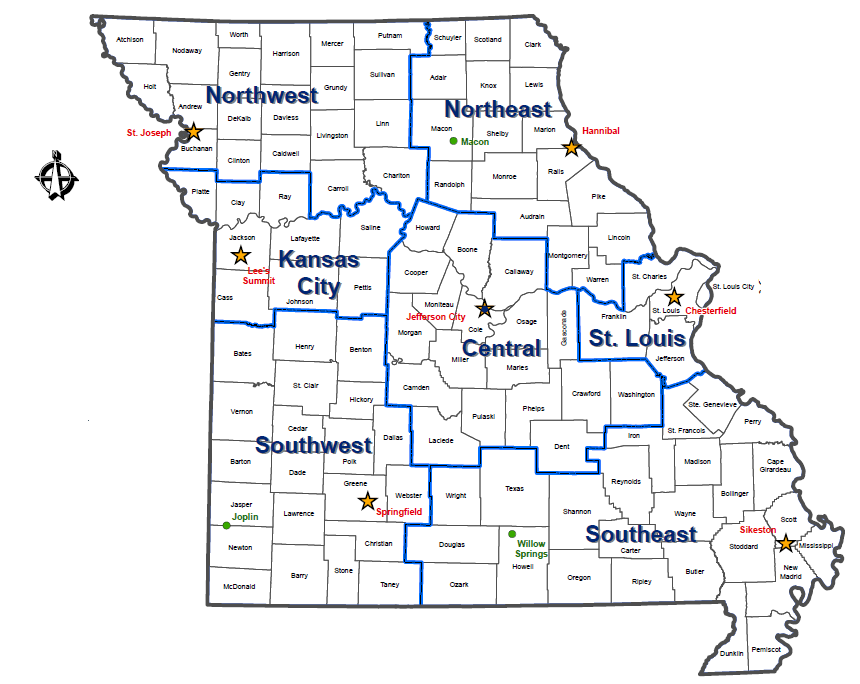 Atchison
Nodaway
Worth
Harrison
Mercer
Putnam
Schuyler
Scotland
Clark
Holt
Andrew
Gentry
Grundy
Sullivan
Adair
Knox
Lewis
Northwest
Northeast
DeKalb
Daviess
Livingston
Linn
Macon
Shelby
Marion
Hannibal
St. Joseph
Buchanan
Clinton
Caldwell
Macon
Carroll
Chariton
Randolph
Monroe
Ralls
Pike
Platte
Clay
Ray
Saline
Howard
Audrain
Boone
Lincoln
Jackson
Lafayette
Kansas
City
Lee's
Summit
Cooper
Callaway
Montgomery
Warren
St. Charles
St. Louis City
St. Louis
Chesterfield
Cass
Johnson
Pettis
Moniteau
Jefferson City
Cole
Osage
Gasconade
Franklin
St. Louis
Jefferson
Morgan
Central
Miller
Maries
Bates
Henry
Benton
St. Clair
Camden
Hickory
Crawford
Washington
Ste. Genevieve
Perry
Vernon
Cedar
Dallas
Laclede
Pulaski
Phelps
Dent
Iron
St. Francois
Southwest
Polk
Barton
Dade
Greene
Webster
Wright
Texas
Reynolds
Madison
Cape
Girardeau
Bollinger
Jasper
Joplin
Lawrence
Springfield
Shannon
Wayne
Southeast
Sikeston
Scott
Mississippi
Stoddard
New
Madrid
Newton
Christian
Douglas
Willow
Springs
Howell
Carter
Butler
McDonald
Barry
Stone
Taney
Ozark
Oregon
Ripley
Dunklin
Pemiscot